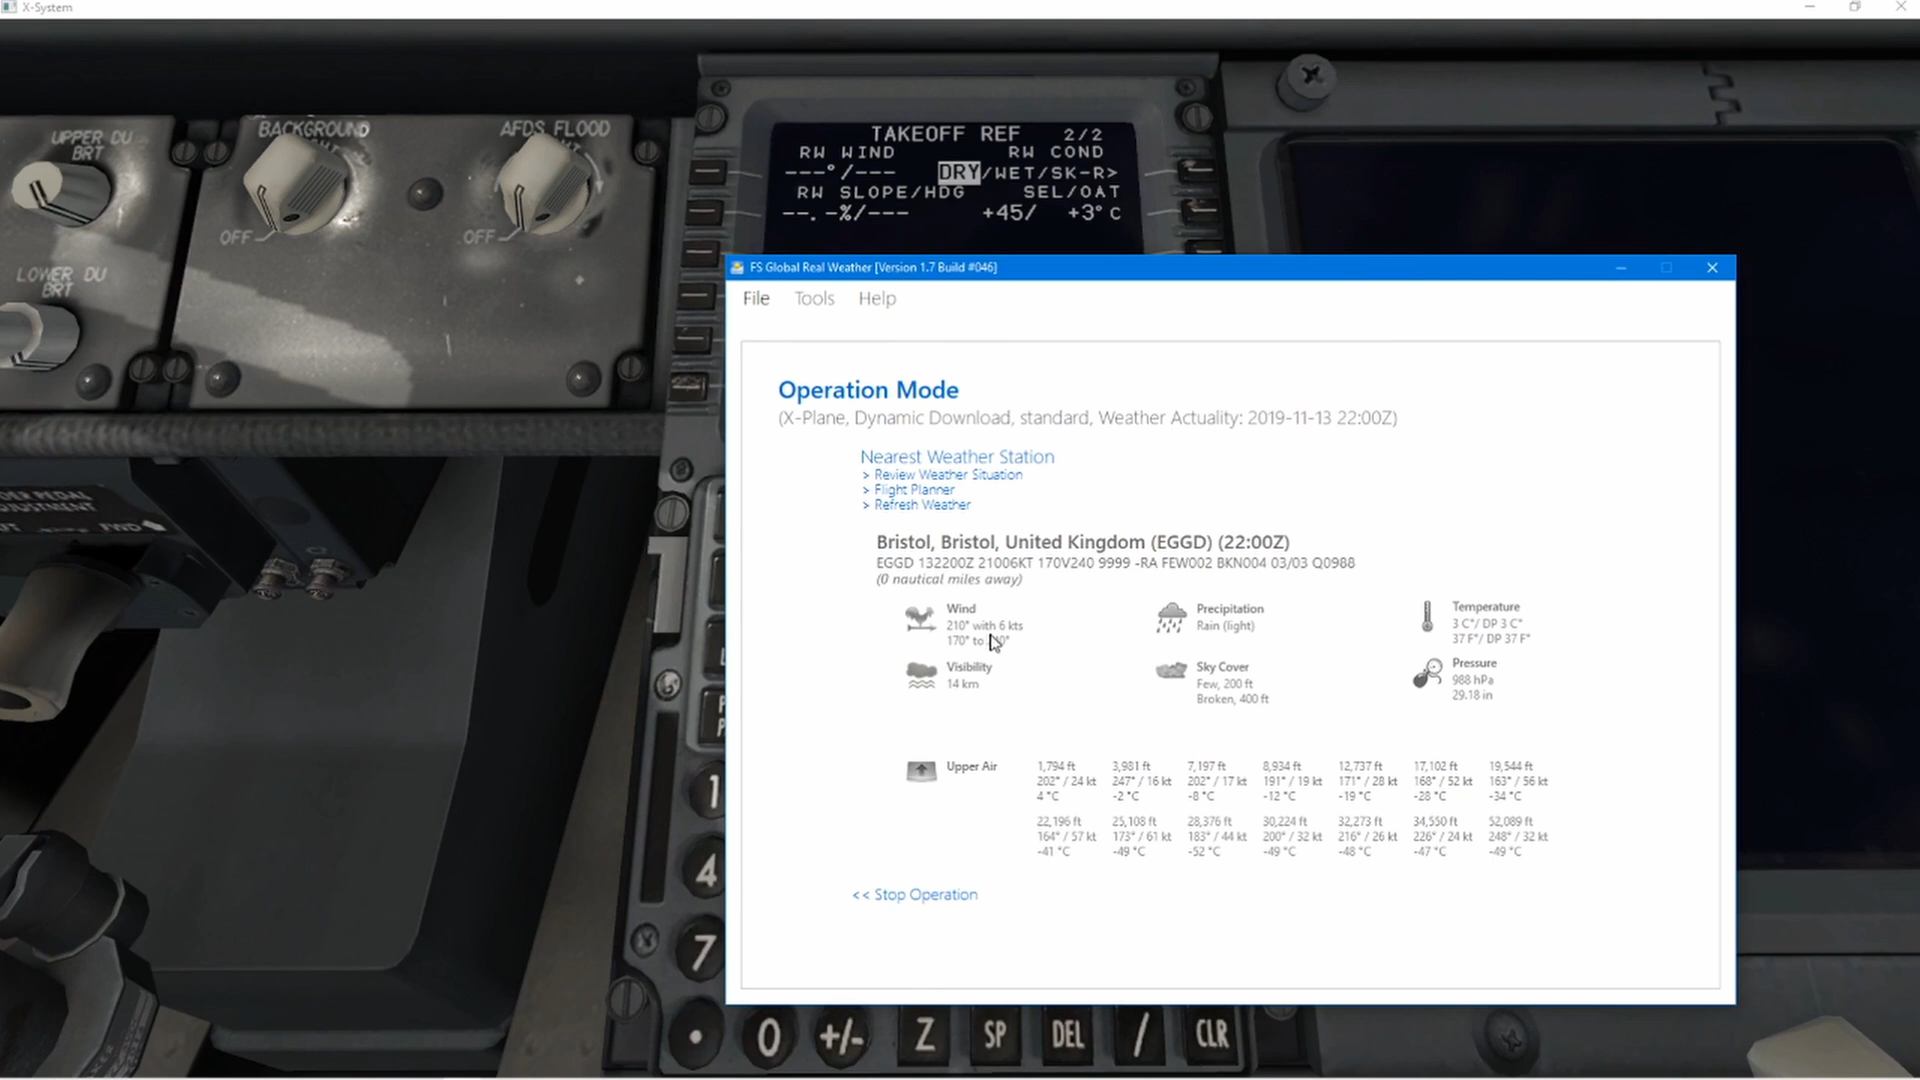 X-System
UPPER DU
BRT
BACKGROUND
AFDS FLOOD
OFF
OFF
LOWER DU
BRT
TAKEOFF REF 2/2
RW WIND RW COND
---°/--- DRY/WET/SK-R>
RW SLOPE/HDG SEL/OAT
--.-%/--- +45/ +3°C
FS Global Real Weather [Version 1.7 Build #046]
File Tools Help
Operation Mode
(X-Plane, Dynamic Download, standard, Weather Actuality: 2019-11-13 22:00Z)
Nearest Weather Station
> Review Weather Situation
> Flight Planner
> Refresh Weather
Bristol, Bristol, United Kingdom (EGGD) (22:00Z)
EGGD 132200Z 21006KT 170V240 9999 -RA FEW002 BKN004 03/03 Q0988
(0 nautical miles away)
Wind
210° with 6 kts
170° to
Precipitation
Rain (light)
Temperature
3 C°/ DP 3 C°
37 F°/ DP 37 F°
Visibility
14 km
Sky Cover
Few, 200 ft
Broken, 400 ft
Pressure
988 hPa
29.18 in
Upper Air
1,794 ft 3,981 ft 7,197 ft 8,934 ft 12,737 ft 17,102 ft 19,544 ft
202° / 24 kt 247° / 16 kt 202° / 17 kt 191° / 19 kt 171° / 28 kt 168° / 52 kt 163° / 56 kt
4 °C -2 °C -8 °C -12 °C -19 °C -28 °C -34 °C
22,196 ft 25,108 ft 28,376 ft 30,224 ft 32,273 ft 34,550 ft 52,089 ft
164° / 57 kt 173° / 61 kt 183° / 44 kt 200° / 32 kt 216° / 26 kt 226° / 24 kt 248° / 32 kt
-41 °C -49 °C -52 °C -49 °C -48 °C -47 °C -49 °C
<< Stop Operation
PEDAL
FWD
1
4
7
. 0 +/- Z SP DEL / CLR